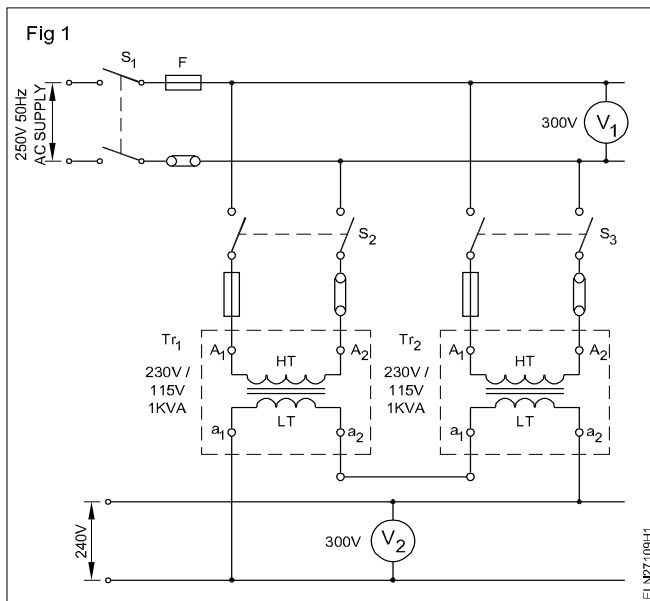 Fig 1
S1
F
250V 50Hz
AC SUPPLY
300V
V1
S2
S3
Tr1
230V /
115V
1KVA
A1
A2
HT
LT
a1
a2
Tr2
230V /
115V
1KVA
A1
A2
HT
LT
a1
a2
240V
300V
V2
ELN27109H1